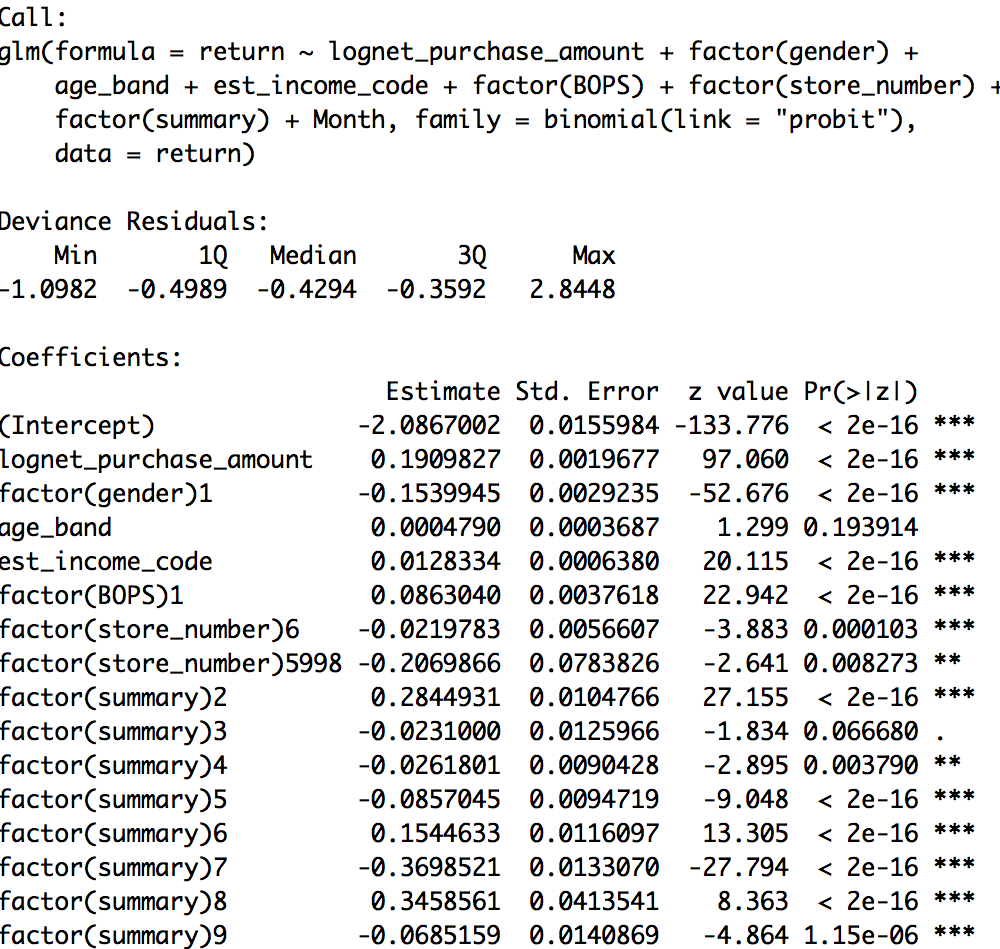 Call:
glm(formula = return ~ lognet_purchase_amount + factor(gender) +
    age_band + est_income_code + factor(BOPS) + factor(store_number) +
    factor(summary) + Month, family = binomial(link = "probit"),
    data = return)
Deviance Residuals:
    Min       1Q   Median       3Q      Max
-1.0982  -0.4989  -0.4294  -0.3592   2.8448
Coefficients:
                          Estimate Std. Error  z value Pr(>|z|)
(Intercept)             -2.0867002  0.0155984 -133.776  < 2e-16 ***
lognet_purchase_amount   0.1909827  0.0019677   97.060  < 2e-16 ***
factor(gender)1         -0.1539945  0.0029235  -52.676  < 2e-16 ***
age_band                 0.0004790  0.0003687    1.299 0.193914
est_income_code          0.0128334  0.0006380   20.115  < 2e-16 ***
factor(BOPS)1            0.0863040  0.0037618   22.942  < 2e-16 ***
factor(store_number)6   -0.0219783  0.0056607   -3.883 0.000103 ***
factor(store_number)5998 -0.2069866  0.0783826   -2.641 0.008273 **
factor(summary)2         0.2844931  0.0104766   27.155  < 2e-16 ***
factor(summary)3        -0.0231000  0.0125966   -1.834 0.066680 .
factor(summary)4        -0.0261801  0.0090428   -2.895 0.003790 **
factor(summary)5        -0.0857045  0.0094719   -9.048  < 2e-16 ***
factor(summary)6         0.1544633  0.0116097   13.305  < 2e-16 ***
factor(summary)7        -0.3698521  0.0133070  -27.794  < 2e-16 ***
factor(summary)8         0.3458561  0.0413541    8.363  < 2e-16 ***
factor(summary)9        -0.0685159  0.0140869   -4.864 1.15e-06 ***